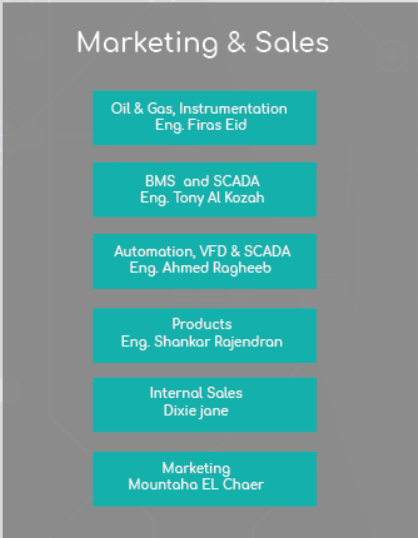 Marketing & Sales
Oil & Gas, Instrumentation
Eng. Firas Eid
BMS and SCADA
Eng. Tony Al Kozah
Automation, VFD & SCADA
Eng. Ahmed Ragheeb
Products
Eng. Shankar Rajendran
Internal Sales
Dixie jane
Marketing
Mountaha EL Chaer